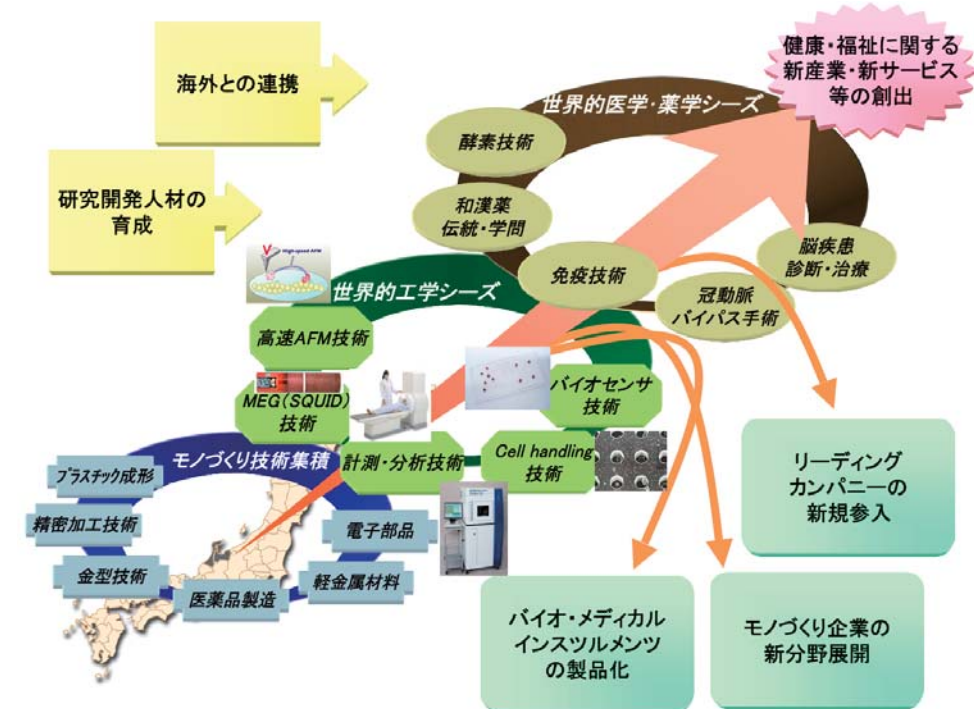 健康・福祉に関する
新産業・新サービス
等の創出
海外との連携
世界的医学・薬学シーズ
酵素技術
研究開発人材の
育成
和漢薬
伝統・学問
脳疾患
診断・治療
免疫技術
冠動脈
バイパス手術
High-speed AFM
世界的工学シーズ
高速AFM技術
MEG(SQUID)
技術
バイオセンサ
技術
計測・分析技術
Cell handling
技術
モノづくり技術集積
プラスチック成形
精密加工技術
金型技術
医薬品製造
軽金属材料
電子部品
リーディング
カンパニーの
新規参入
バイオ・メディカル
インスツルメンツ
の製品化
モノづくり企業の
新分野展開